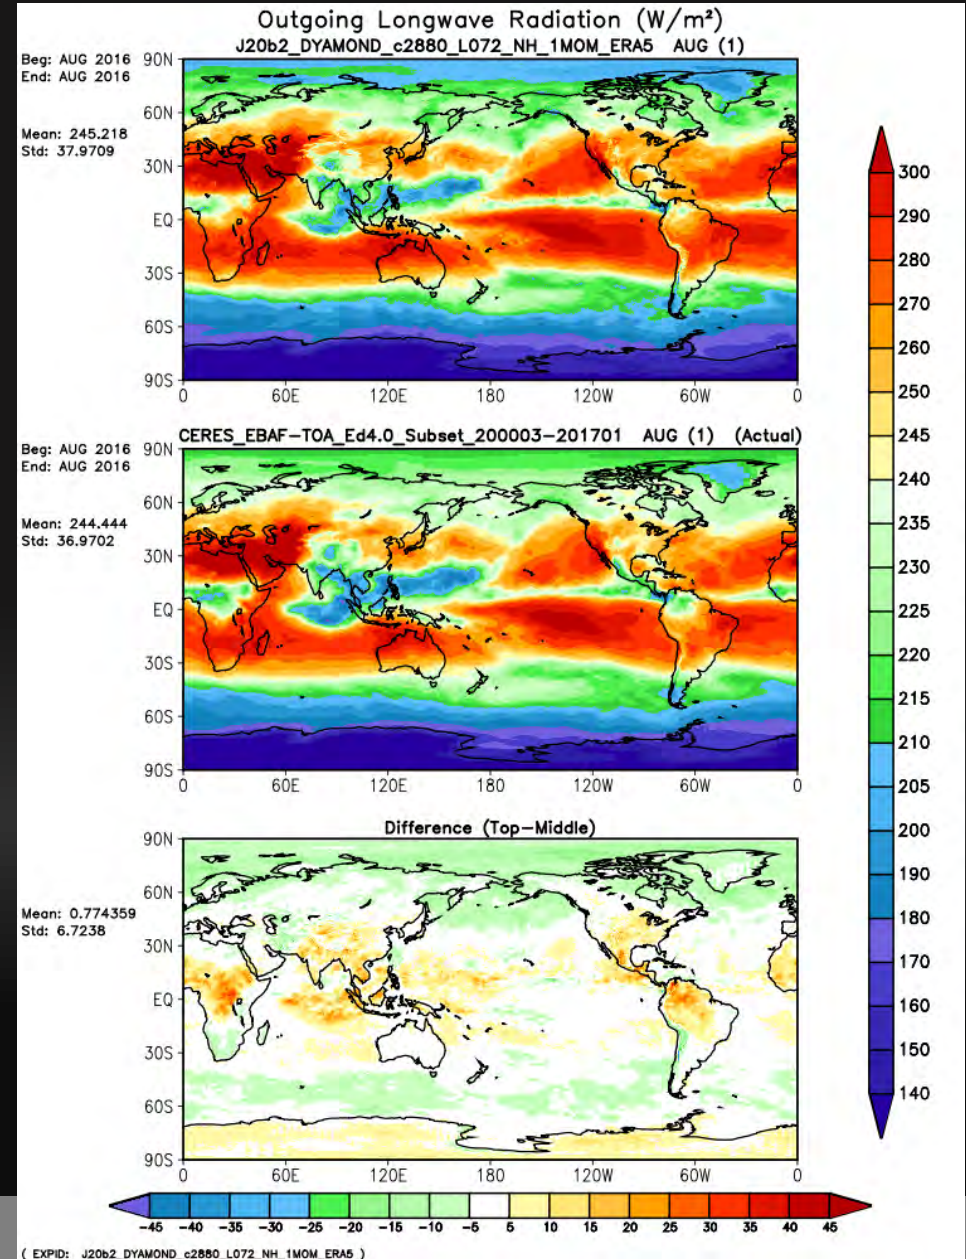 Outgoing Longwave Radiation (W/m²)
J20b2_DYAMOND_c2880_L072_NH_1MOM_ERA5 AUG (1)
Beg: AUG 2016
End: AUG 2016
Mean: 245.218
Std: 37.9709
90N
60N
30N
EQ
30S
60S
90S
0 60E 120E 180 120W 60W 0
CERES_EBAF-TOA_Ed4.0_Subset_200003-201701 AUG (1) (Actual)
Beg: AUG 2016
End: AUG 2016
Mean: 244.444
Std: 36.9702
90N
60N
30N
EQ
30S
60S
90S
0 60E 120E 180 120W 60W 0
Difference (Top-Middle)
Mean: 0.774359
Std: 6.7238
90N
60N
30N
EQ
30S
60S
90S
0 60E 120E 180 120W 60W 0
300
290
280
270
260
250
245
240
235
230
225
220
215
210
205
200
190
180
170
160
150
140
-45 -40 -35 -30 -25 -20 -15 -10 -5 5 10 15 20 25 30 35 40 45
( EXPID: J20b2_DYAMOND_c2880_L072_NH_1MOM_ERA5 )